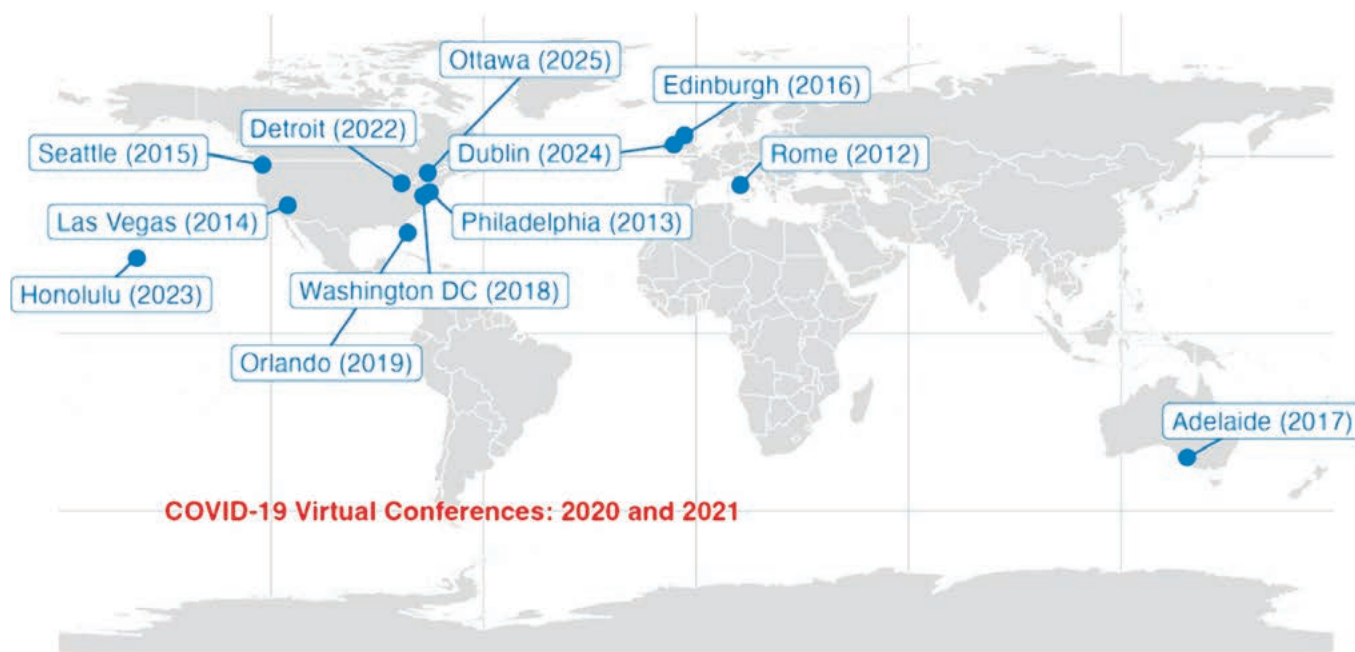 Ottawa (2025)
Edinburgh (2016)
Detroit (2022)
Seattle (2015)
Dublin (2024)
Rome (2012)
Las Vegas (2014)
Philadelphia (2013)
Honolulu (2023)
Washington DC (2018)
Orlando (2019)
Adelaide (2017)
COVID-19 Virtual Conferences: 2020 and 2021